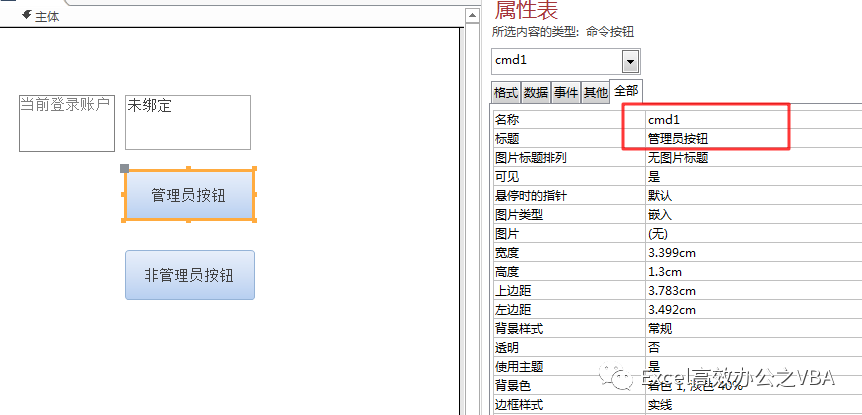 主体
当前登录账户
未绑定
管理员按钮
非管理员按钮
属性表
所选内容的类型: 命令按钮
cmd1
格式 数据 事件 其他 全部
名称 cmd1
标题 管理员按钮
图片标题排列 无图片标题
可见 是
悬停时的指针 默认
图片类型 嵌入
图片 (无)
宽度 3.399cm
高度 1.3cm
上边距 3.783cm
左边距 3.492cm
背景样式 常规
透明 否
使用主题 是
背景色 着色 1, 淡色 40%
边框样式 实线
Excel高效办公之VBA